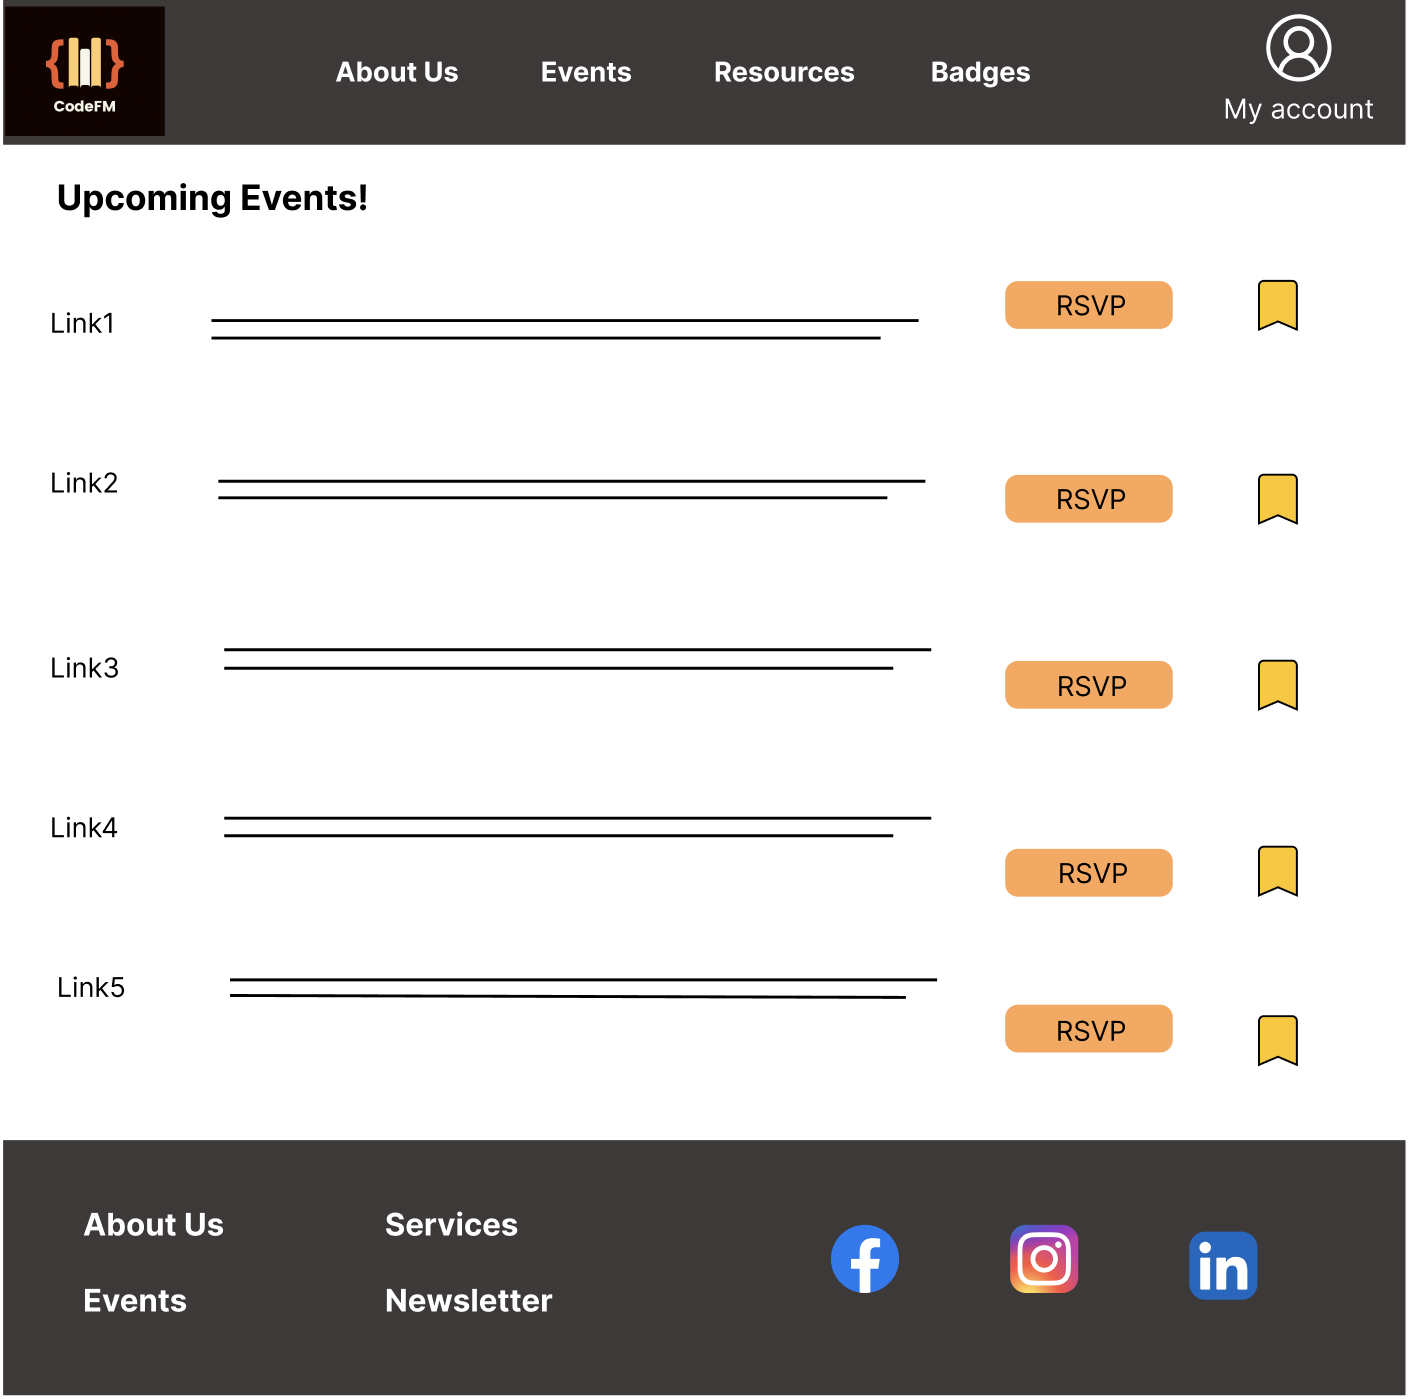 CodeFM
About Us
Events
Resources
Badges
My account
Upcoming Events!
Link1
RSVP
Link2
RSVP
Link3
RSVP
Link4
RSVP
Link5
RSVP
About Us
Services
Events
Newsletter